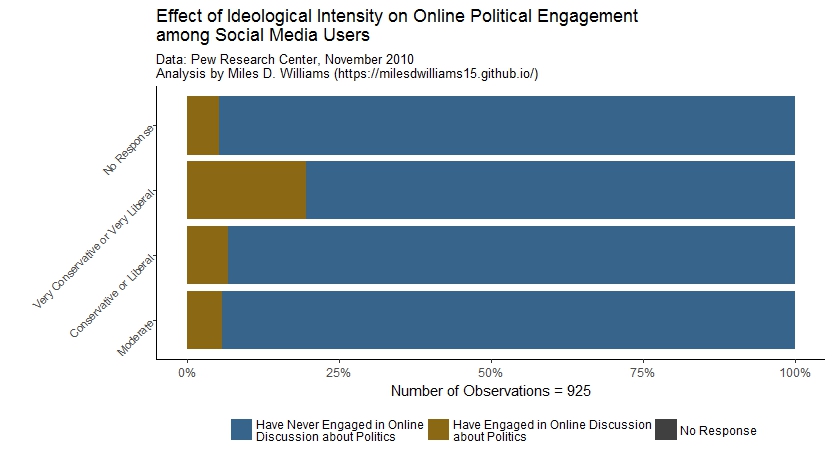 Effect of Ideological Intensity on Online Political Engagement
among Social Media Users
Data: Pew Research Center, November 2010
Analysis by Miles D. Williams (https://milesdwilliams15.github.io/)
No Response
Very Conservative or Very Liberal
Conservative or Liberal
Moderate
0%
25%
50%
75%
100%
Number of Observations = 925
Have Never Engaged in Online
Discussion about Politics
Have Engaged in Online Discussion
about Politics
No Response